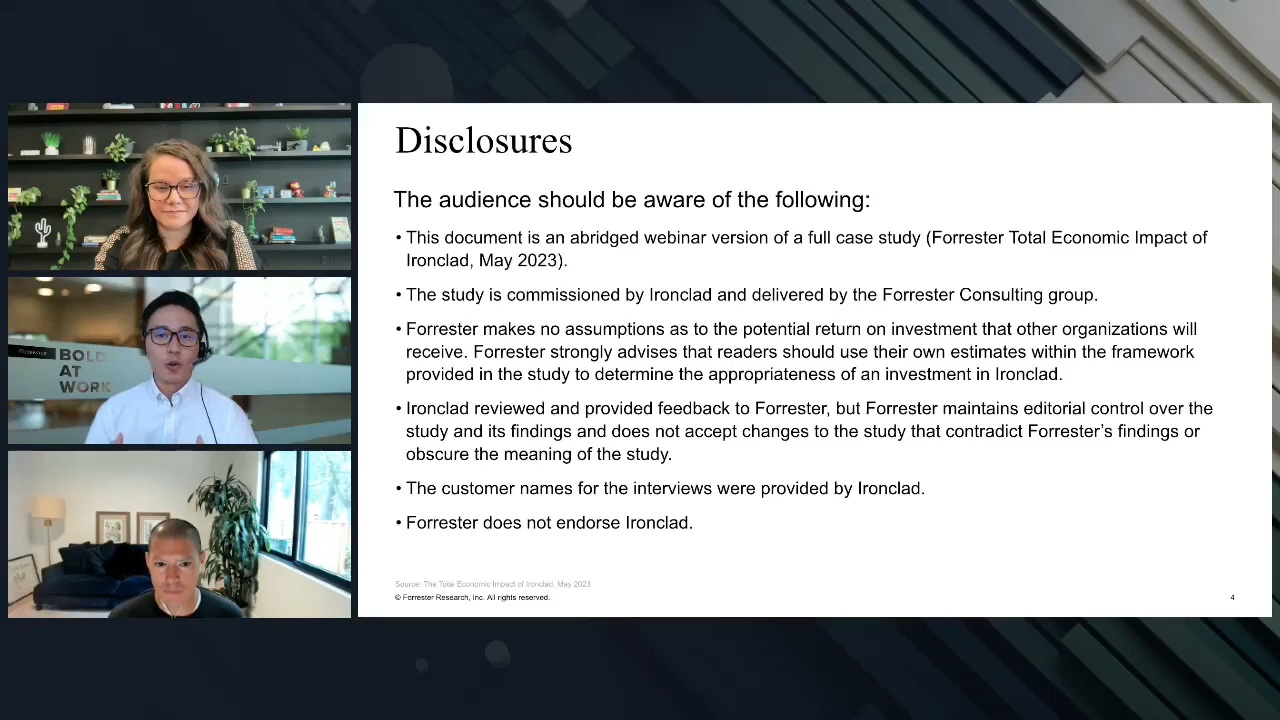 FORRESTER
BOLD
AT
WORK
Disclosures
The audience should be aware of the following:
• This document is an abridged webinar version of a full case study (Forrester Total Economic Impact of
Ironclad, May 2023).
• The study is commissioned by Ironclad and delivered by the Forrester Consulting group.
• Forrester makes no assumptions as to the potential return on investment that other organizations will
receive. Forrester strongly advises that readers should use their own estimates within the framework
provided in the study to determine the appropriateness of an investment in Ironclad.
• Ironclad reviewed and provided feedback to Forrester, but Forrester maintains editorial control over the
study and its findings and does not accept changes to the study that contradict Forrester’s findings or
obscure the meaning of the study.
• The customer names for the interviews were provided by Ironclad.
• Forrester does not endorse Ironclad.
Source: The Total Economic Impact of Ironclad, May 2023
© Forrester Research, Inc. All rights reserved.
4